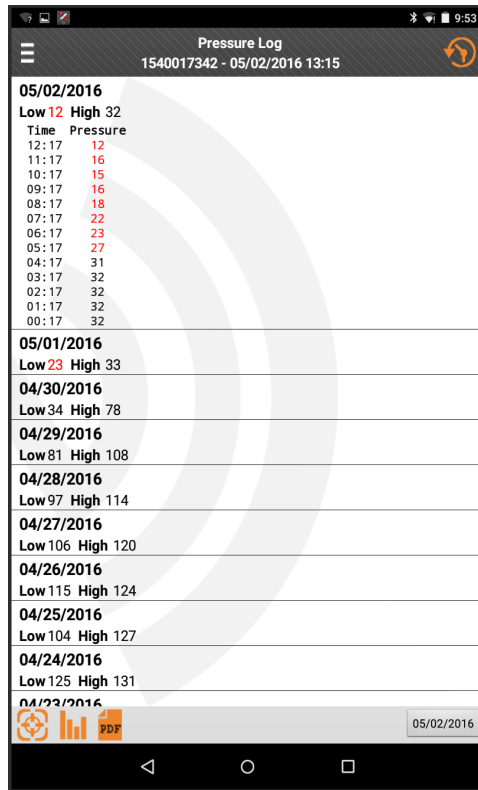 9:53
Pressure Log
1540017342 - 05/02/2016 13:15
05/02/2016
Low 12 High 32
Time Pressure
12:17 12
11:17 16
10:17 15
09:17 16
08:17 18
07:17 22
06:17 23
05:17 27
04:17 31
03:17 32
02:17 32
01:17 32
00:17 32
05/01/2016
Low 23 High 33
04/30/2016
Low 34 High 78
04/29/2016
Low 81 High 108
04/28/2016
Low 97 High 114
04/27/2016
Low 106 High 120
04/26/2016
Low 115 High 124
04/25/2016
Low 104 High 127
04/24/2016
Low 125 High 131
04/23/2016
PDF
05/02/2016